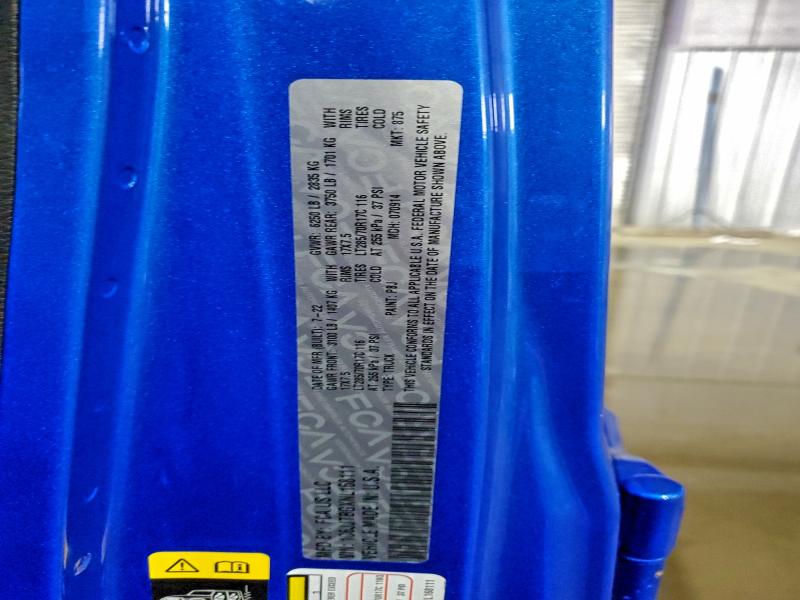 MFD BY: FCA US LLC
DATE OF MFR (BUILT): 7-22
GVWR: 6250 LB / 2835 KG
GAWR FRONT: 3100 LB / 1407 KG WITH
GAWR REAR: 3750 LB / 1701 KG WITH
17X7.5 RIMS
17X7.5 RIMS
LT285/70R17C 116 TIRES
LT285/70R17C 116 TIRES
AT 255 kPa / 37 PSI COLD
AT 255 kPa / 37 PSI COLD
VEHICLE MADE IN U.S.A.
TYPE: TRUCK
PAINT: PBJ
MCH: 070914
MKT: 875
THIS VEHICLE CONFORMS TO ALL APPLICABLE U.S.A. FEDERAL MOTOR VEHICLE SAFETY
STANDARDS IN EFFECT ON THE DATE OF MANUFACTURE SHOWN ABOVE.
L158111